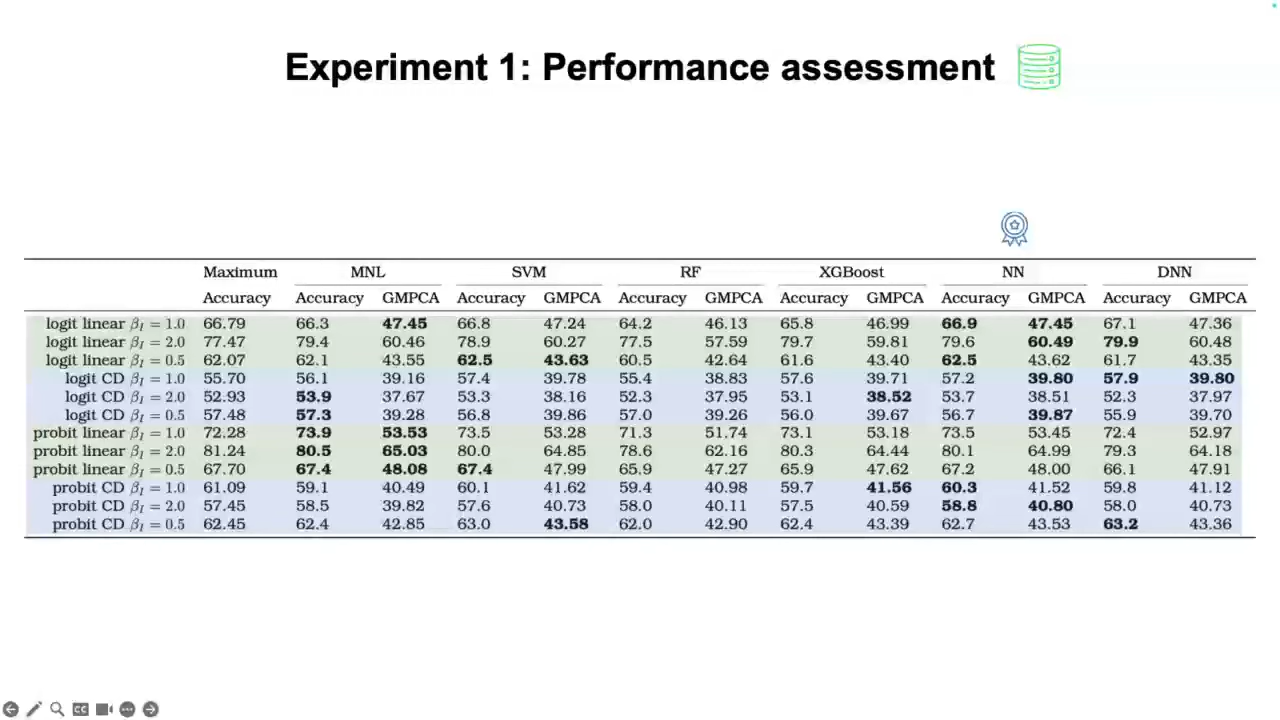 Experiment 1: Performance assessment
Maximum MNL SVM RF XGBoost NN DNN
Accuracy Accuracy GMPCA Accuracy GMPCA Accuracy GMPCA Accuracy GMPCA Accuracy GMPCA Accuracy GMPCA
logit linear β_I = 1.0 66.79 66.3 47.45 66.8 47.24 64.2 46.13 65.8 46.99 66.9 47.45 67.1 47.36
logit linear β_I = 2.0 77.47 79.4 60.46 78.9 60.27 77.5 57.59 79.7 59.81 79.6 60.49 79.9 60.48
logit linear β_I = 0.5 62.07 62.1 43.55 62.5 43.63 60.5 42.64 61.6 43.40 62.5 43.62 61.7 43.35
logit CD β_I = 1.0 55.70 56.1 39.16 57.4 39.78 55.4 38.83 57.6 39.71 57.2 39.80 57.9 39.80
logit CD β_I = 2.0 52.93 53.9 37.67 53.3 38.16 52.3 37.95 53.1 38.52 53.7 38.51 52.3 37.97
logit CD β_I = 0.5 57.48 57.3 39.28 56.8 39.86 57.0 39.26 56.0 39.67 56.7 39.87 55.9 39.70
probit linear β_I = 1.0 72.28 73.9 53.53 73.5 53.28 71.3 51.74 73.1 53.18 73.5 53.45 72.4 52.97
probit linear β_I = 2.0 81.24 80.5 65.03 80.0 64.85 78.6 62.16 80.3 64.44 80.1 64.99 79.3 64.18
probit linear β_I = 0.5 67.70 67.4 48.08 67.4 47.99 65.9 47.27 65.9 47.62 67.2 48.00 66.1 47.91
probit CD β_I = 1.0 61.09 59.1 40.49 60.1 41.62 59.4 40.98 59.7 41.56 60.3 41.52 59.8 41.12
probit CD β_I = 2.0 57.45 58.5 39.82 57.6 40.73 58.0 40.11 57.5 40.59 58.8 40.80 58.0 40.73
probit CD β_I = 0.5 62.45 62.4 42.85 63.0 43.58 62.0 42.90 62.4 43.39 62.7 43.53 63.2 43.36
CC